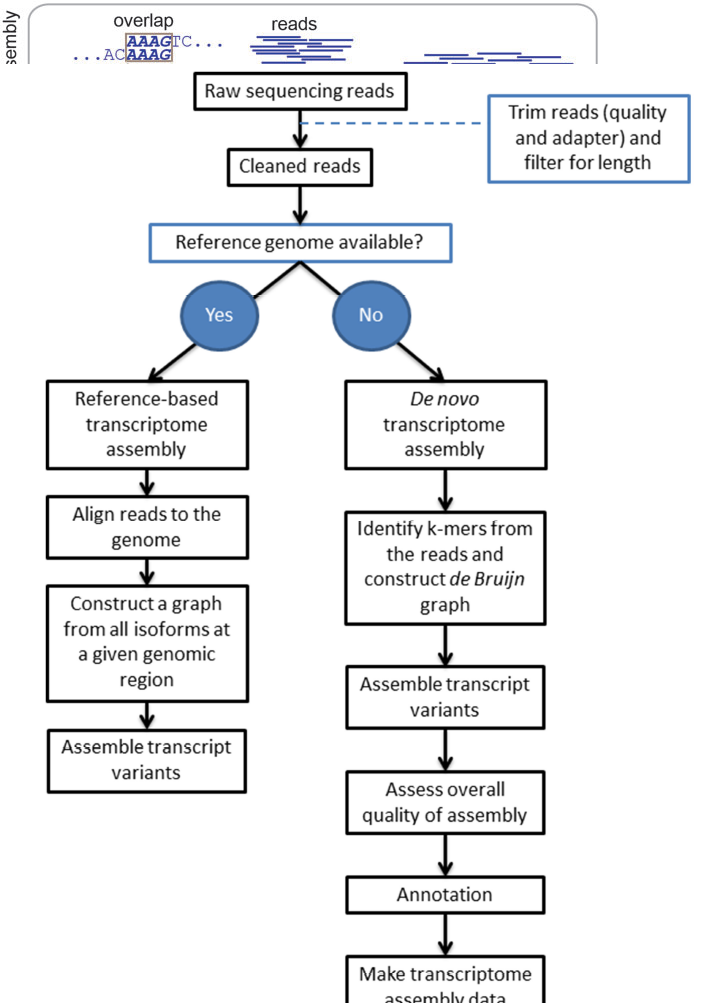 sembly
overlap
reads
AAAGTC...
...ACAAAG
Raw sequencing reads
Trim reads (quality
and adapter) and
filter for length
Cleaned reads
Reference genome available?
Yes
No
Reference-based
transcriptome
assembly
De novo
transcriptome
assembly
Align reads to the
genome
Identify k-mers from
the reads and
construct de Bruijn
graph
Construct a graph
from all isoforms at
a given genomic
region
Assemble transcript
variants
Assemble transcript
variants
Assess overall
quality of assembly
Annotation
Make transcriptome
assembly data